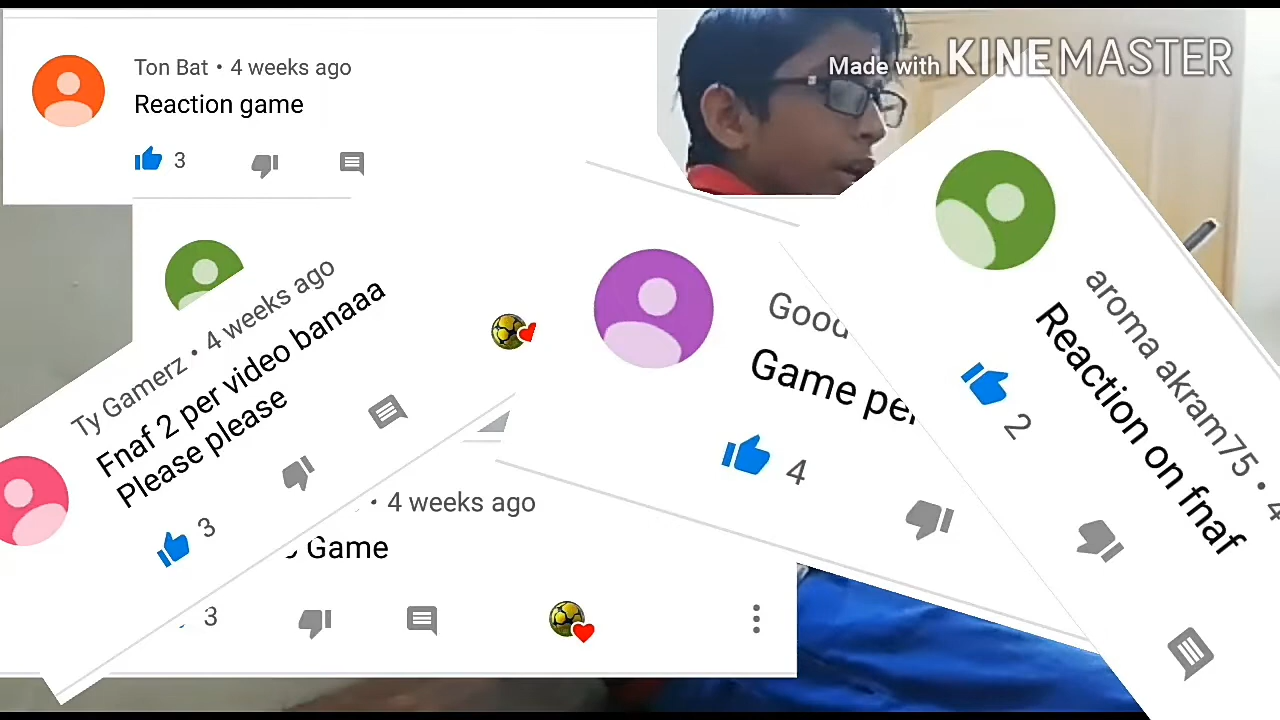 Ton Bat • 4 weeks ago
Reaction game
3
Made with KINEMASTER
Ty Gamerz • 4 weeks ago
Fnaf 2 per video banaaa
Please please
3
Good
Game per
4
aroma akram75 • 4
Reaction on fnaf
2
• 4 weeks ago
Game
3